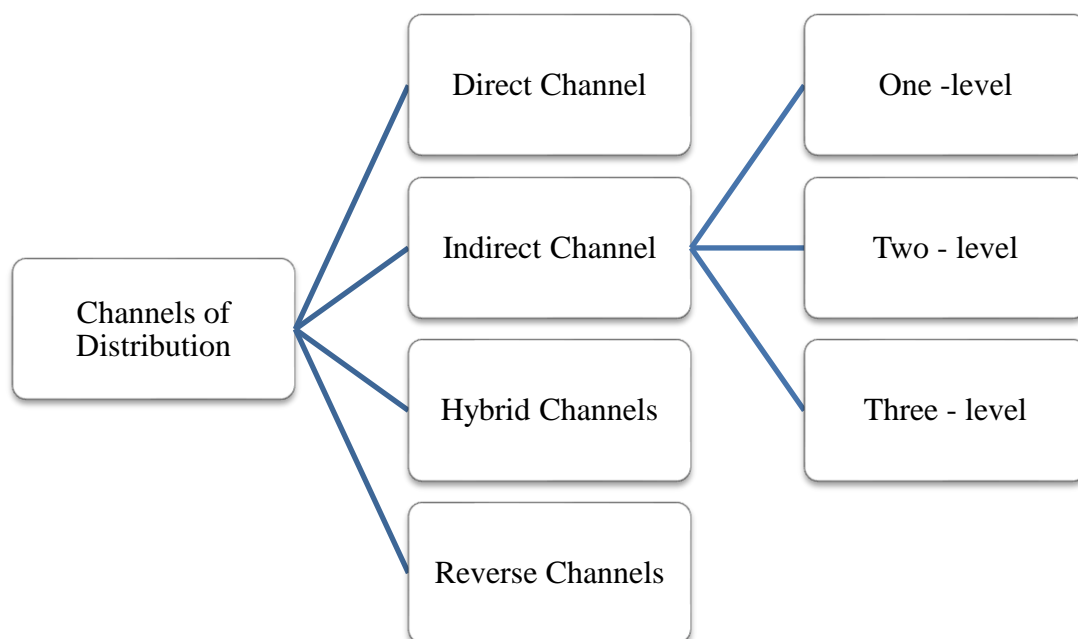 Channels of
Distribution
Direct Channel
Indirect Channel
Hybrid Channels
Reverse Channels
One -level
Two - level
Three - level